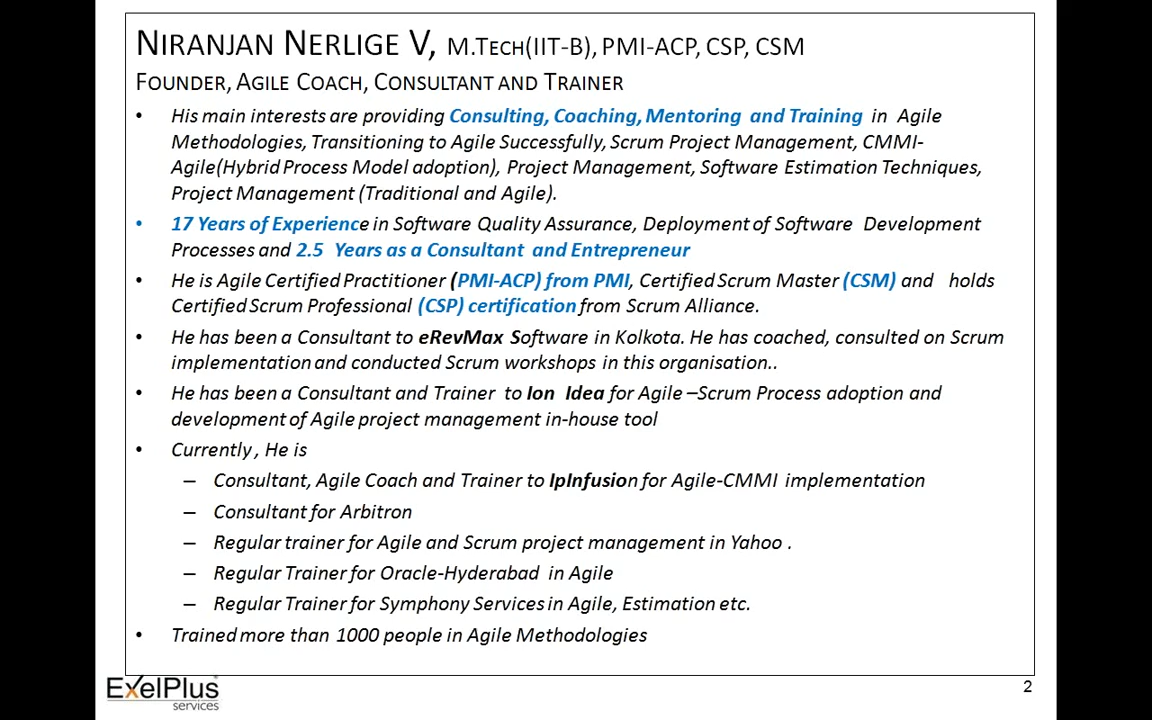 NIRANJAN NERLIGE V, M.TECH(IIT-B), PMI-ACP, CSP, CSM
FOUNDER, AGILE COACH, CONSULTANT AND TRAINER
• His main interests are providing Consulting, Coaching, Mentoring and Training in Agile
Methodologies, Transitioning to Agile Successfully, Scrum Project Management, CMMI-
Agile(Hybrid Process Model adoption), Project Management, Software Estimation Techniques,
Project Management (Traditional and Agile).
• 17 Years of Experience in Software Quality Assurance, Deployment of Software Development
Processes and 2.5 Years as a Consultant and Entrepreneur
• He is Agile Certified Practitioner (PMI-ACP) from PMI, Certified Scrum Master (CSM) and holds
Certified Scrum Professional (CSP) certification from Scrum Alliance.
• He has been a Consultant to eRevMax Software in Kolkota. He has coached, consulted on Scrum
implementation and conducted Scrum workshops in this organisation..
• He has been a Consultant and Trainer to Ion Idea for Agile –Scrum Process adoption and
development of Agile project management in-house tool
• Currently , He is
– Consultant, Agile Coach and Trainer to IpInfusion for Agile-CMMI implementation
– Consultant for Arbitron
– Regular trainer for Agile and Scrum project management in Yahoo .
– Regular Trainer for Oracle-Hyderabad in Agile
– Regular Trainer for Symphony Services in Agile, Estimation etc.
• Trained more than 1000 people in Agile Methodologies
ExelPlus
services
2